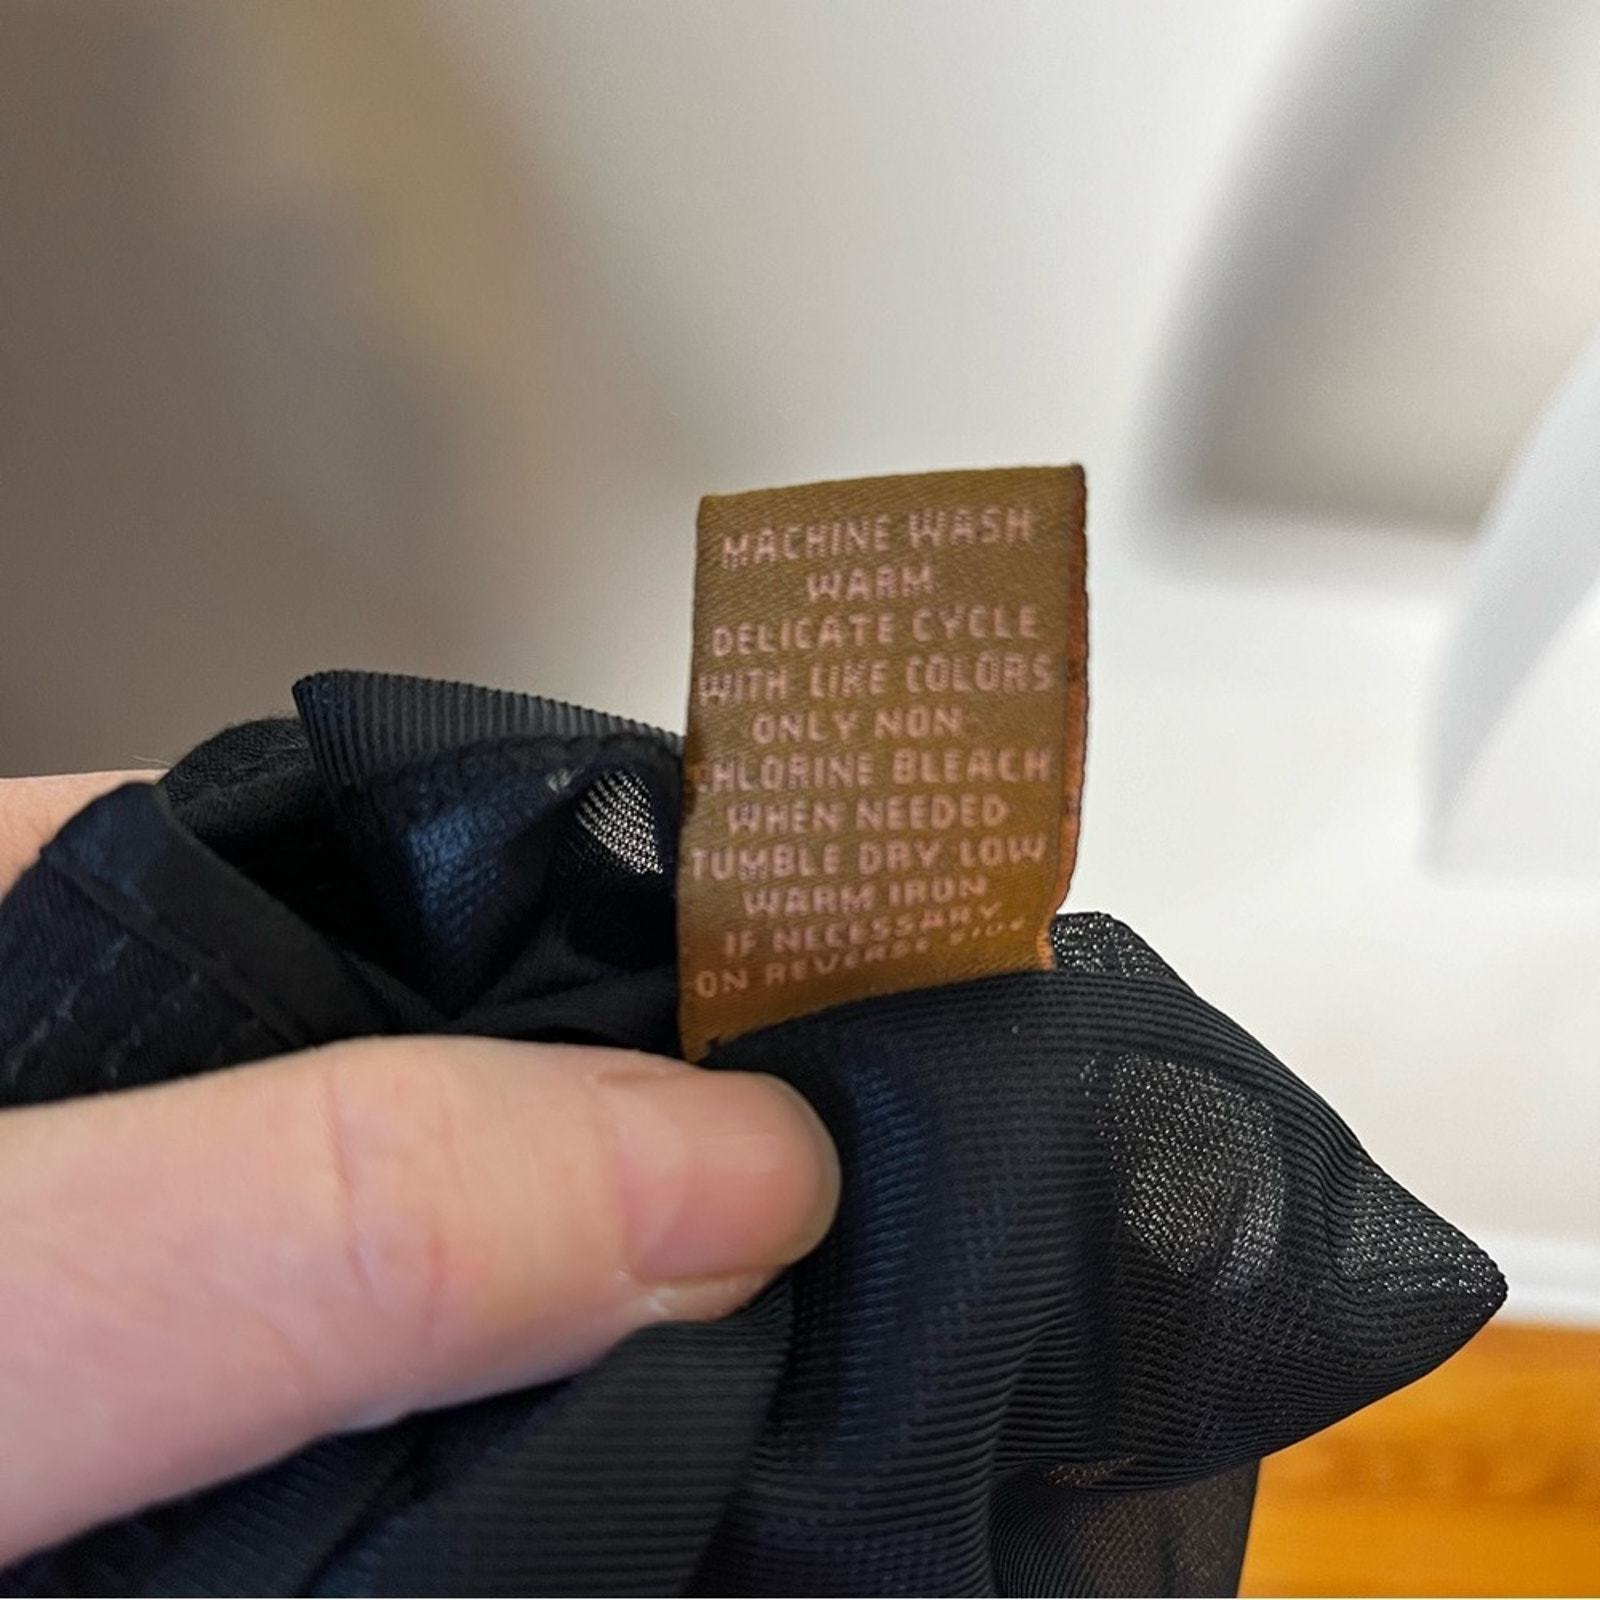 MACHINE WASH
WARM
DELICATE CYCLE
WITH LIKE COLORS
ONLY NON-
CHLORINE BLEACH
WHEN NEEDED
TUMBLE DRY LOW
WARM IRON
IF NECESSARY
ON REVERSE SIDE